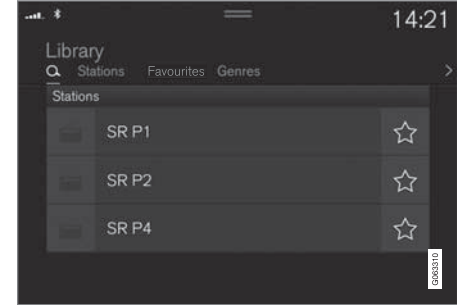 14:21
Library
Stations Favourites Genres
Stations
SR P1
SR P2
SR P4
G063310